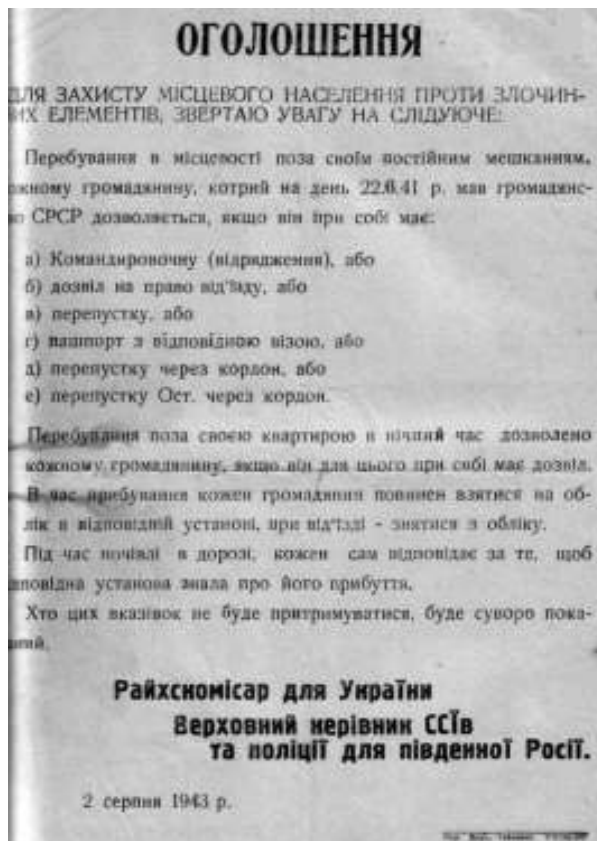 ОГОЛОШЕННЯ
ДЛЯ ЗАХИСТУ МІСЦЕВОГО НАСЕЛЕННЯ ПРОТИ ЗЛОЧИН-
ИХ ЕЛЕМЕНТІВ, ЗВЕРТАЮ УВАГУ НА СЛІДУЮЧЕ:
Перебування в місцевості поза своїм постійним мешканням,
ожному громадянину, котрий на день 22.6.41 р. мав громадянс-
во СРСР дозволяється, якщо він при собі має:
а) Командировочну (відрядження), або
б) дозвіл на право від'їзду, або
в) перепустку, або
г) пашпорт з відповідною візою, або
д) перепустку через кордон, або
е) перепустку Ост. через кордон.
Перебування поза своєю квартирою в нічний час дозволено
кожному громадянину, якщо він для цього при собі має дозвіл.
В час прибування кожен громадянин повинен взятися на об-
лік в відповідній установі, при від'їзді - знятися з обліку.
Під час ночівлі в дорозі, кожен сам відповідає за те, щоб
дповідна установа знала про його прибуття.
Хто цих вказівок не буде притримуватися, буде суворо пока-
аний.
Райхскомісар для України
Верховний керівник ССЇв
та поліції для південної Росії.
2 серпня 1943 р.